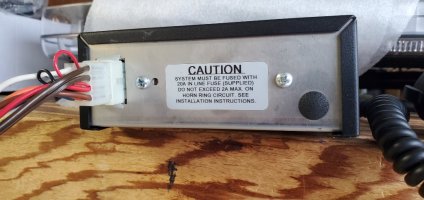 CAUTION
SYSTEM MUST BE FUSED WITH
20A IN LINE FUSE (SUPPLIED)
DO NOT EXCEED 2A MAX. ON
HORN RING CIRCUIT. SEE
INSTALLATION INSTRUCTIONS.